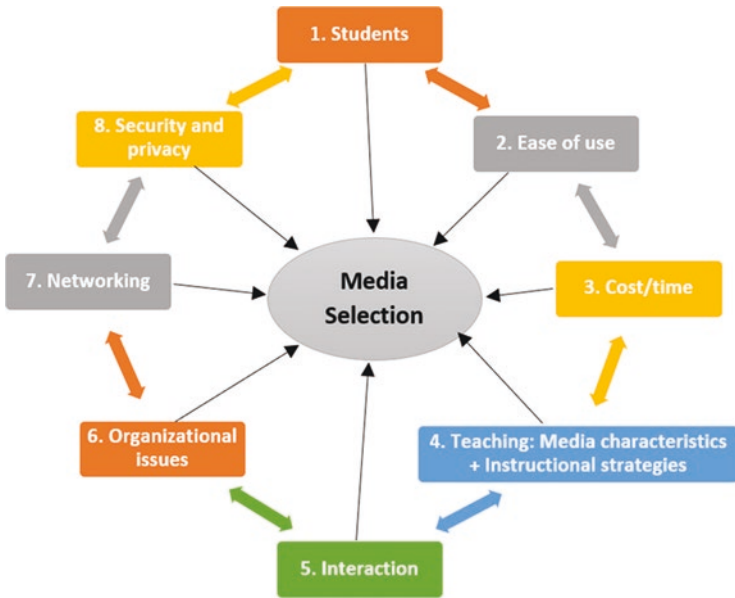 1. Students
8. Security and
privacy
2. Ease of use
7. Networking
Media
Selection
3. Cost/time
6. Organizational
issues
4. Teaching: Media characteristics
+ Instructional strategies
5. Interaction